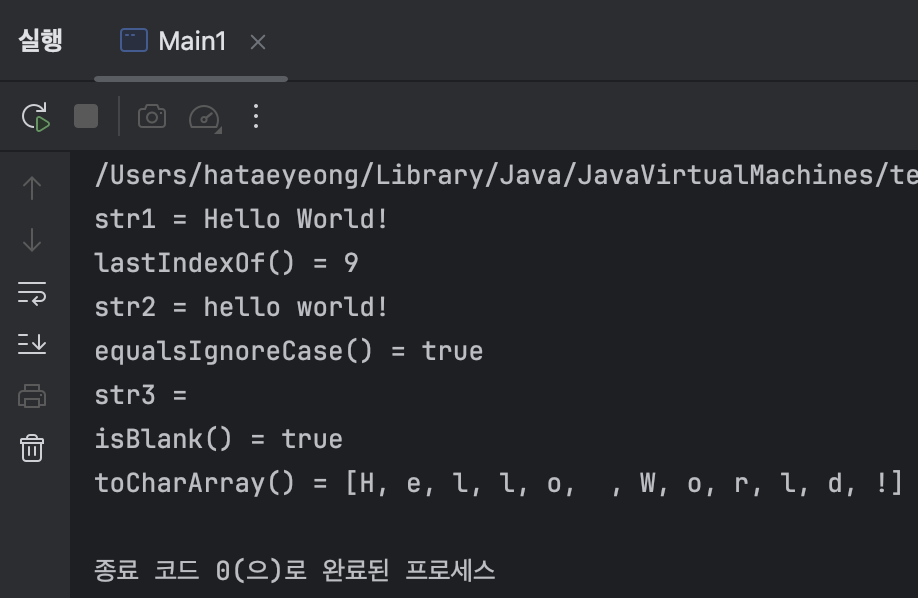 실행 Main1
/Users/hataeyeong/Library/Java/JavaVirtualMachines/te
str1 = Hello World!
lastIndexOf() = 9
str2 = hello world!
equalsIgnoreCase() = true
str3 =
isBlank() = true
toCharArray() = [H, e, l, l, o,  , W, o, r, l, d, !]
종료 코드 0(으)로 완료된 프로세스